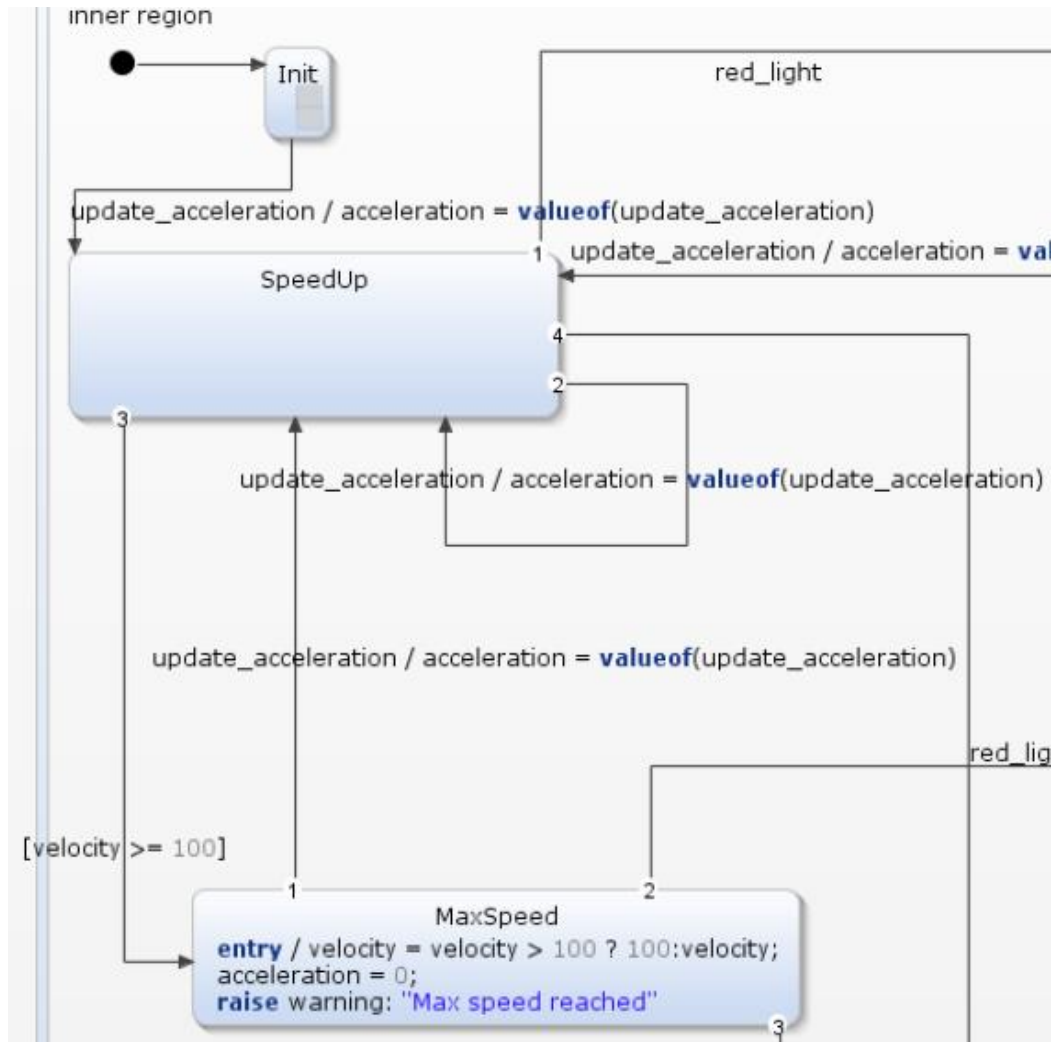 inner region
Init
red_light
update_acceleration / acceleration = valueof(update_acceleration)
1
update_acceleration / acceleration = val
SpeedUp
4
2
3
update_acceleration / acceleration = valueof(update_acceleration)
update_acceleration / acceleration = valueof(update_acceleration)
red_lig
[velocity >= 100]
1
2
MaxSpeed
entry / velocity = velocity > 100 ? 100:velocity;
acceleration = 0;
raise warning: "Max speed reached"
3